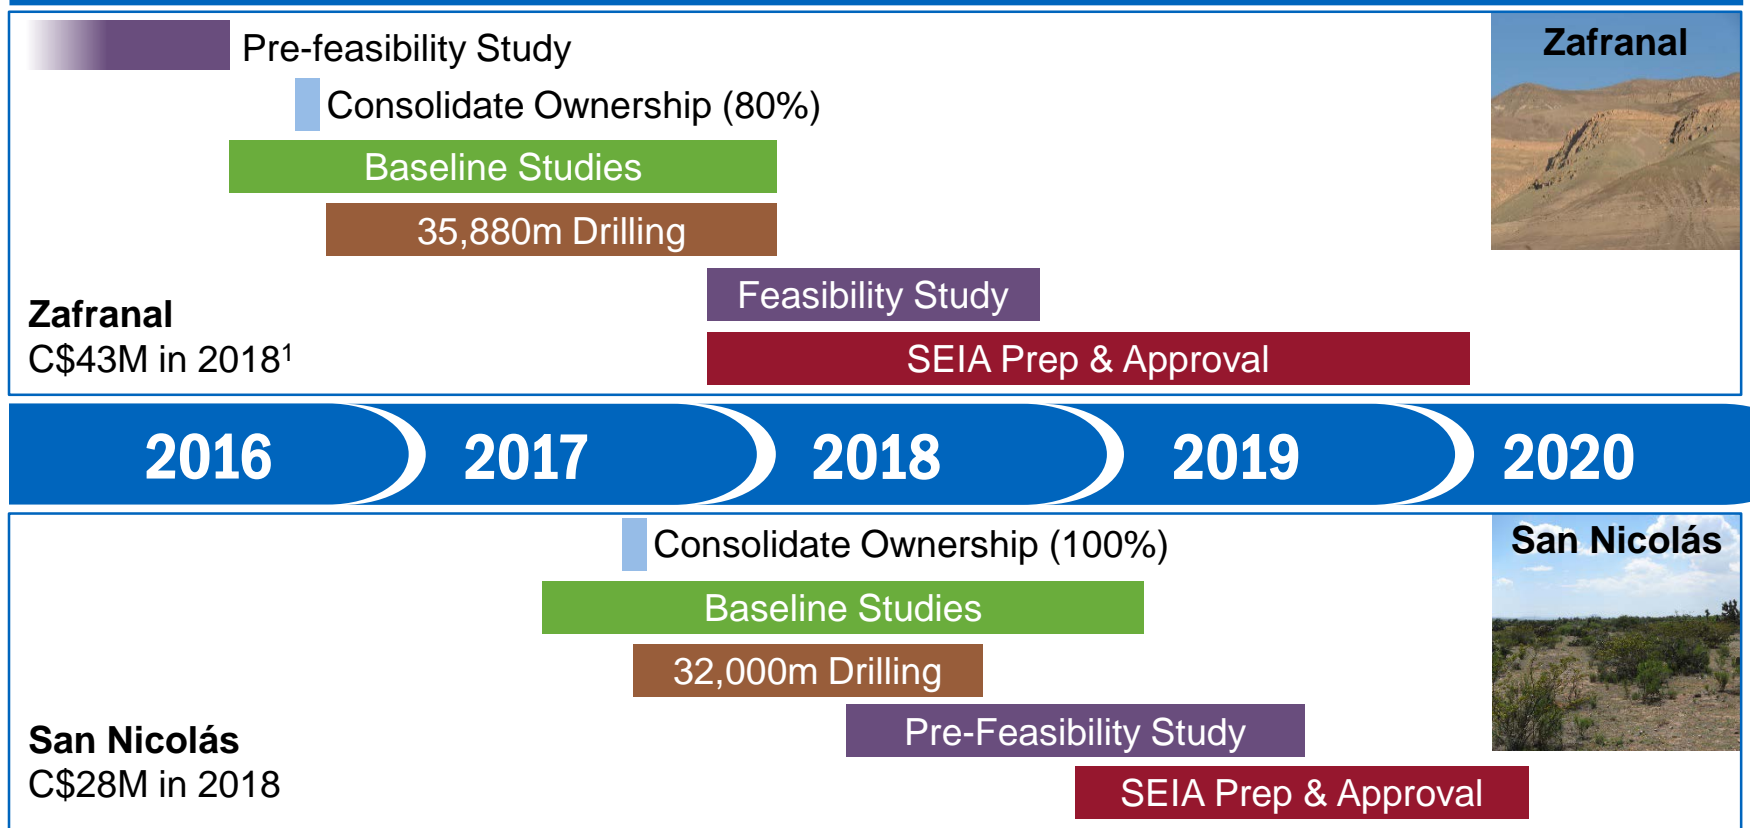 Pre-feasibility Study
Zafranal
Consolidate Ownership (80%)
Baseline Studies
35,880m Drilling
Feasibility Study
Zafranal
C$43M in 2018¹
SEIA Prep & Approval
2016 2017 2018 2019 2020
Consolidate Ownership (100%)
San Nicolás
Baseline Studies
32,000m Drilling
Pre-Feasibility Study
San Nicolás
C$28M in 2018
SEIA Prep & Approval